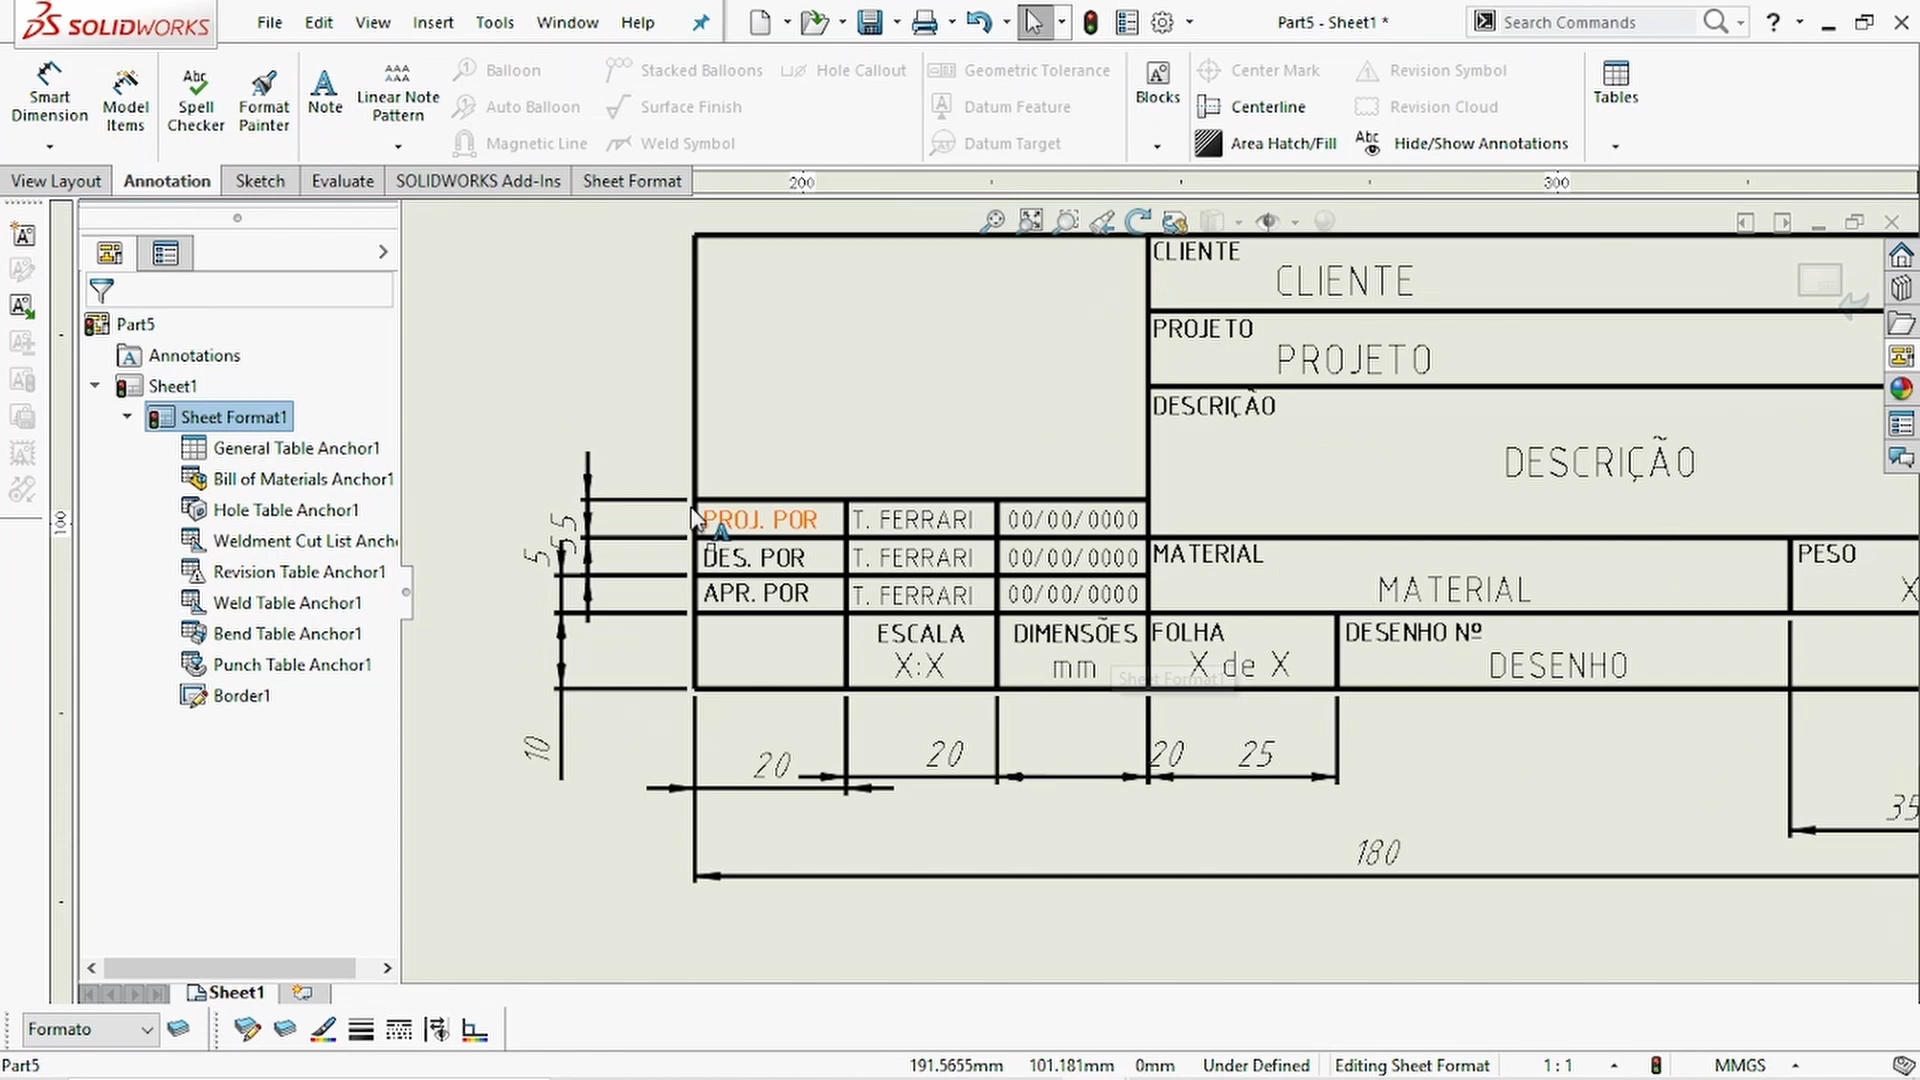 SOLIDWORKS
File Edit View Insert Tools Window Help
Part5 - Sheet1 *
Search Commands
?
Smart Dimension
Model Items
Abc
Spell Checker
Format Painter
A
Note
AAA
AAA
Linear Note Pattern
Balloon
Auto Balloon
Magnetic Line
Stacked Balloons
Surface Finish
Weld Symbol
Hole Callout
Geometric Tolerance
Datum Feature
Datum Target
Blocks
Center Mark
Centerline
Area Hatch/Fill
Revision Symbol
Revision Cloud
Abc
Hide/Show Annotations
Tables
View Layout Annotation Sketch Evaluate SOLIDWORKS Add-Ins Sheet Format
200
300
100
Part5
Annotations
Sheet1
Sheet Format1
General Table Anchor1
Bill of Materials Anchor1
Hole Table Anchor1
Weldment Cut List Anch
Revision Table Anchor1
Weld Table Anchor1
Bend Table Anchor1
Punch Table Anchor1
Border1
CLIENTE
CLIENTE
PROJETO
PROJETO
DESCRIÇÃO
DESCRIÇÃO
PROJ. POR T. FERRARI 00/00/0000
DES. POR T. FERRARI 00/00/0000
APR. POR T. FERRARI 00/00/0000
MATERIAL
MATERIAL
PESO
X
ESCALA
X:X
DIMENSÕES
mm
FOLHA
X de X
Sheet Format1
DESENHO Nº
DESENHO
5
5
5
10
20
20
20
25
35
180
Sheet1
Formato
Part5
191.5655mm 101.181mm 0mm Under Defined Editing Sheet Format 1 : 1 MMGS